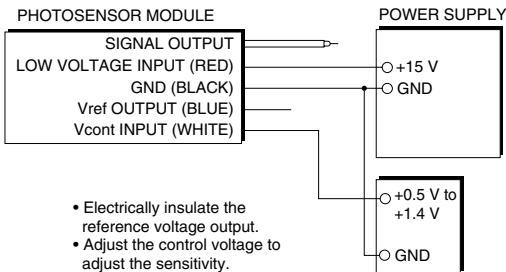 PHOTOSENSOR MODULE
POWER SUPPLY
SIGNAL OUTPUT
LOW VOLTAGE INPUT (RED)
GND (BLACK)
Vref OUTPUT (BLUE)
Vcont INPUT (WHITE)
+15 V
GND
+0.5 V to
+1.4 V
GND
• Electrically insulate the
reference voltage output.
• Adjust the control voltage to
adjust the sensitivity.